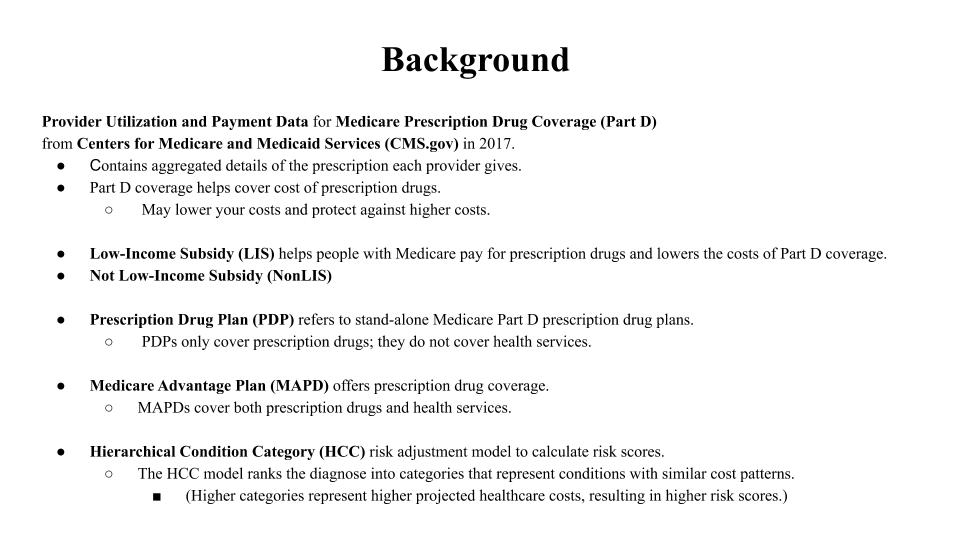 Background
Provider Utilization and Payment Data for Medicare Prescription Drug Coverage (Part D)
from Centers for Medicare and Medicaid Services (CMS.gov) in 2017.
● Contains aggregated details of the prescription each provider gives.
● Part D coverage helps cover cost of prescription drugs.
○ May lower your costs and protect against higher costs.
● Low-Income Subsidy (LIS) helps people with Medicare pay for prescription drugs and lowers the costs of Part D coverage.
● Not Low-Income Subsidy (NonLIS)
● Prescription Drug Plan (PDP) refers to stand-alone Medicare Part D prescription drug plans.
○ PDPs only cover prescription drugs; they do not cover health services.
● Medicare Advantage Plan (MAPD) offers prescription drug coverage.
○ MAPDs cover both prescription drugs and health services.
● Hierarchical Condition Category (HCC) risk adjustment model to calculate risk scores.
○ The HCC model ranks the diagnose into categories that represent conditions with similar cost patterns.
■ (Higher categories represent higher projected healthcare costs, resulting in higher risk scores.)